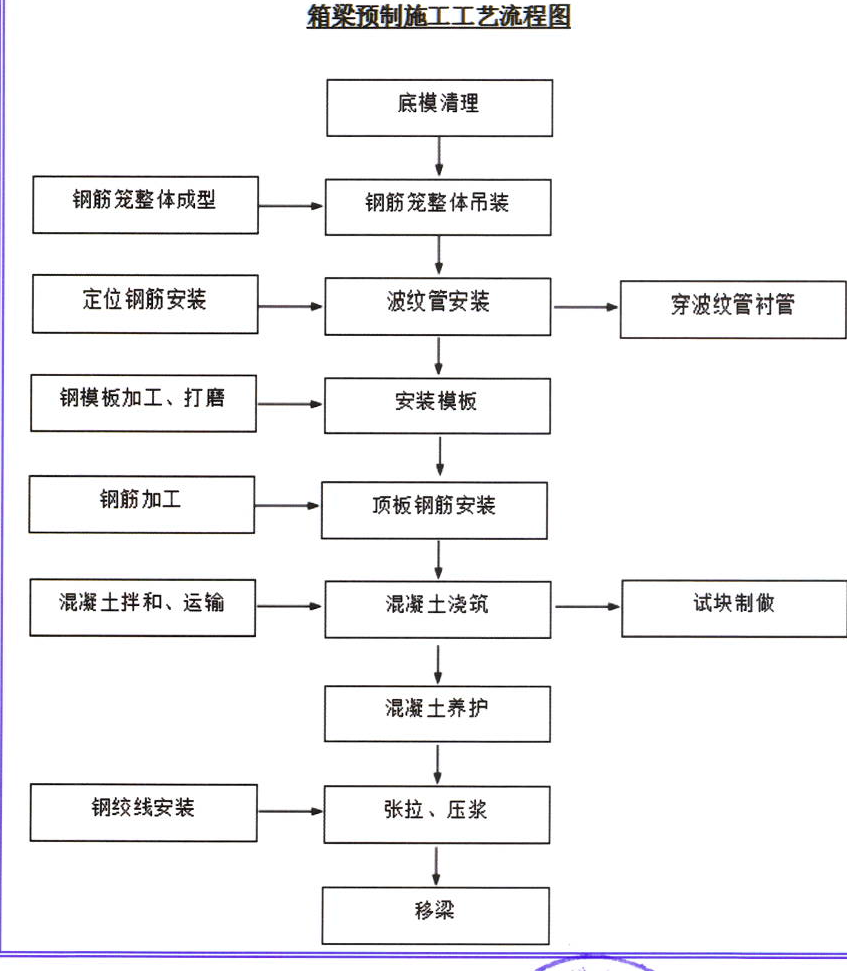 箱梁预制施工工艺流程图
底模清理
钢筋笼整体成型
钢筋笼整体吊装
定位钢筋安装
波纹管安装
穿波纹管衬管
钢模板加工、打磨
安装模板
钢筋加工
顶板钢筋安装
混凝土拌和、运输
混凝土浇筑
试块制做
混凝土养护
钢绞线安装
张拉、压浆
移梁